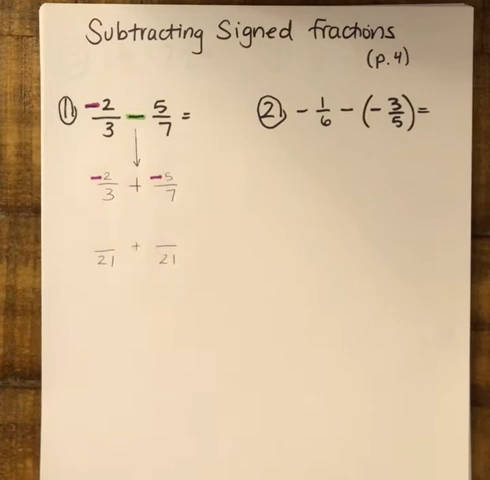 Subtracting Signed fractions
(p.4)
① -2/3 - 5/7 =
② - 1/6 - (- 3/5) =
-2/3 + -5/7
/21 + /21